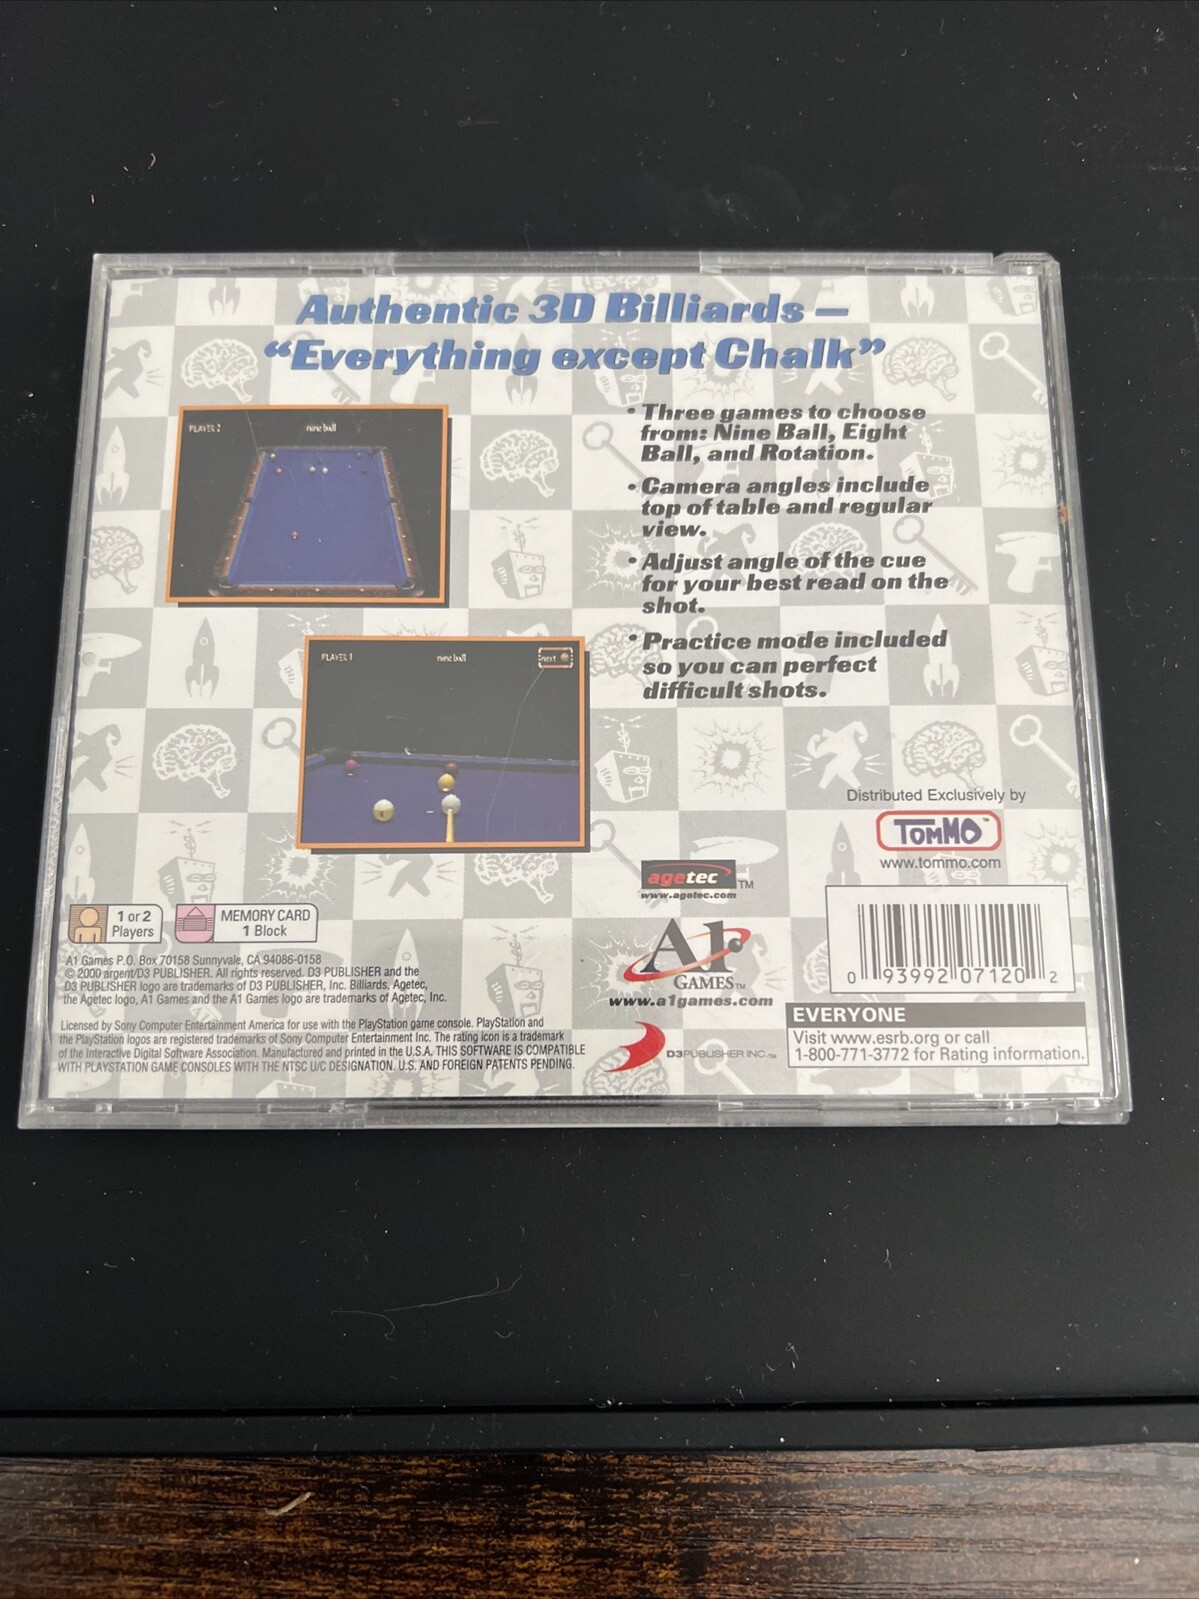 Authentic 3D Billiards —
“Everything except Chalk”
PLAYER 2
nine ball
PLAYER 1
nine ball
NEXT
• Three games to choose
from: Nine Ball, Eight
Ball, and Rotation.
• Camera angles include
top of table and regular
view.
• Adjust angle of the cue
for your best read on the
shot.
• Practice mode included
so you can perfect
difficult shots.
Distributed Exclusively by
TOMMO™
www.tommo.com
agetec™
www.agetec.com
A1
GAMES™
www.a1games.com
D3PUBLISHER INC.™
0 93992 07120 2
EVERYONE
Visit www.esrb.org or call
1-800-771-3772 for Rating information.
1 or 2
Players
MEMORY CARD
1 Block
A1 Games P.O. Box 70158 Sunnyvale, CA 94086-0158
© 2000 argent/D3 PUBLISHER. All rights reserved. D3 PUBLISHER and the
D3 PUBLISHER logo are trademarks of D3 PUBLISHER, Inc. Billiards, Agetec,
the Agetec logo, A1 Games and the A1 Games logo are trademarks of Agetec, Inc.
Licensed by Sony Computer Entertainment America for use with the PlayStation game console. PlayStation and
the PlayStation logos are registered trademarks of Sony Computer Entertainment Inc. The rating icon is a trademark
of the Interactive Digital Software Association. Manufactured and printed in the U.S.A. THIS SOFTWARE IS COMPATIBLE
WITH PLAYSTATION GAME CONSOLES WITH THE NTSC U/C DESIGNATION. U.S. AND FOREIGN PATENTS PENDING.